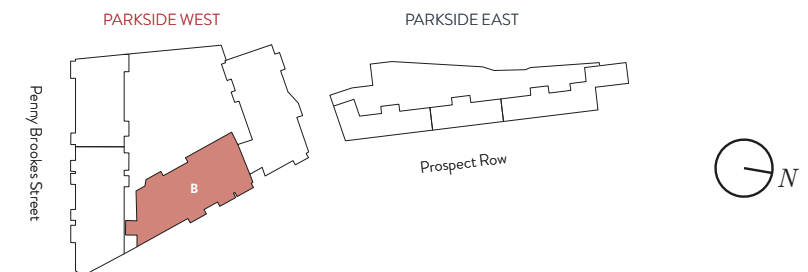 PARKSIDE WEST
PARKSIDE EAST
Penny Brookes Street
B
Prospect Row
N